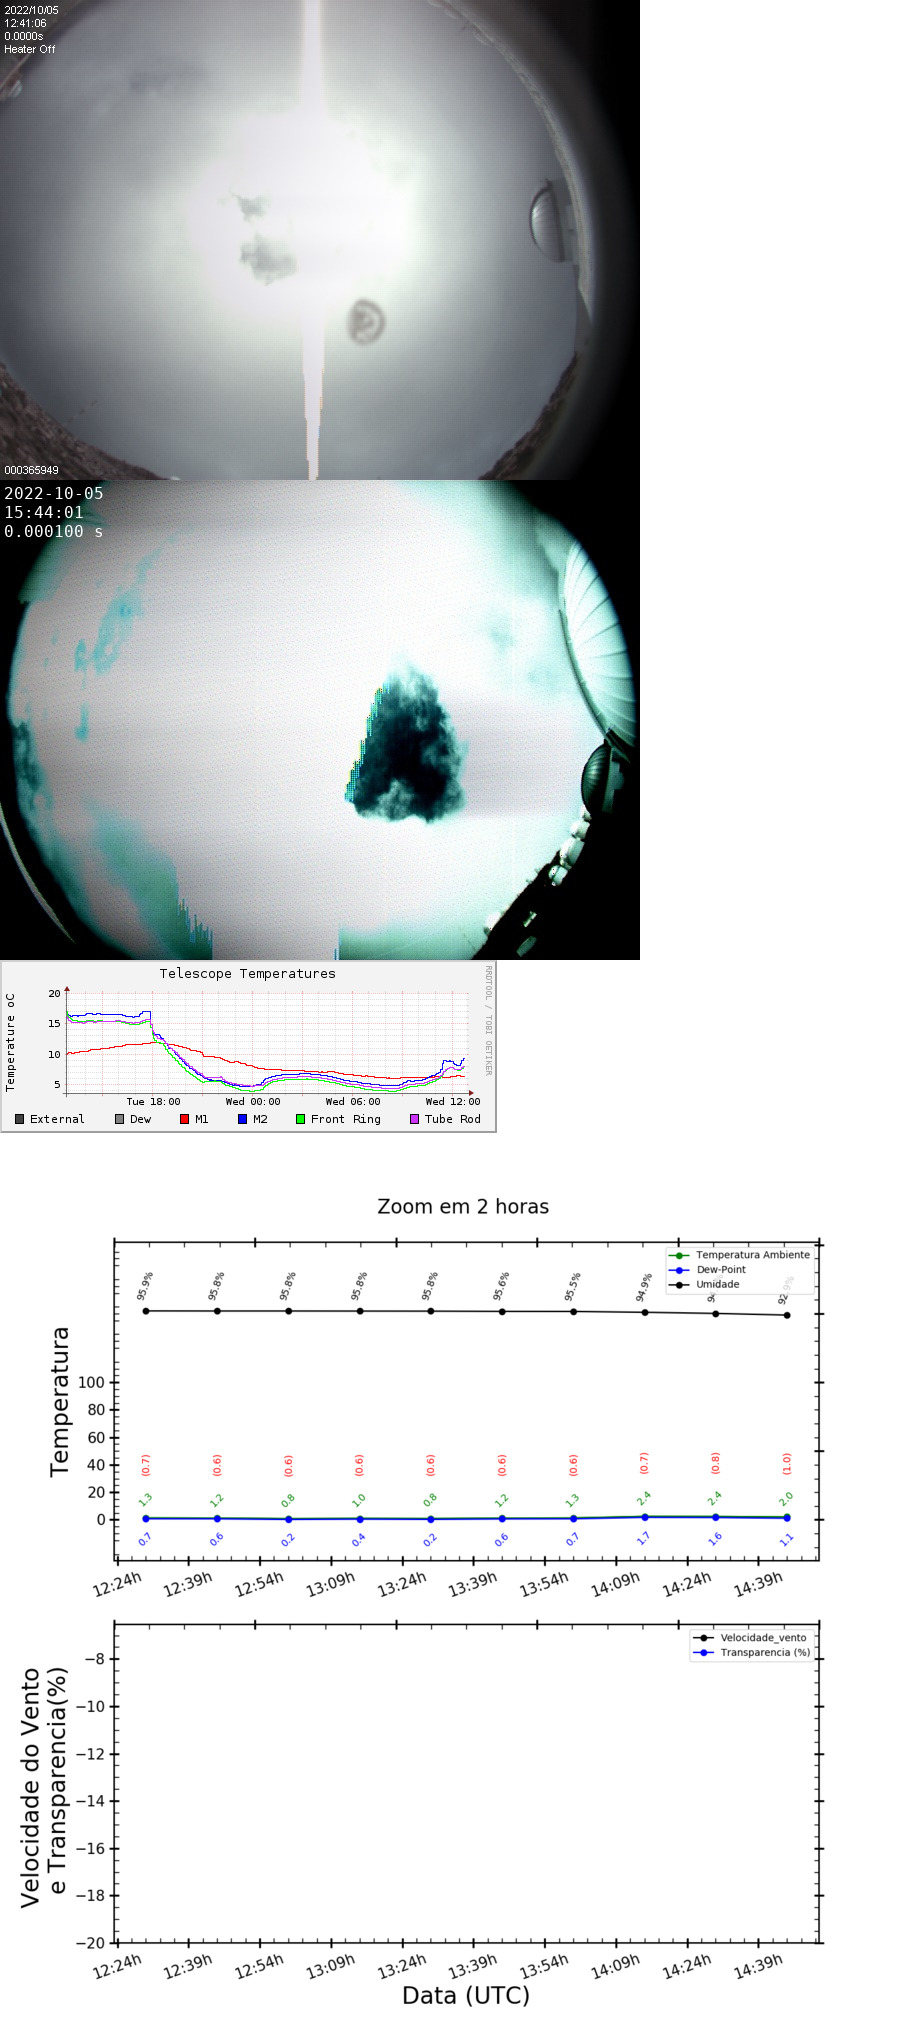 2022/10/05
12:41:06
0.0000s
Heater Off
000365949
2022-10-05
15:44:01
0.000100 s
Telescope Temperatures
RRDTOOL / TOBI OETIKER
Temperature oC
20
15
10
5
Tue 18:00 Wed 00:00 Wed 06:00 Wed 12:00
External Dew M1 M2 Front Ring Tube Rod
Zoom em 2 horas
Temperatura Ambiente
Dew-Point
Umidade
95.9% 95.8% 95.8% 95.8% 95.8% 95.6% 95.5% 94.9%
Temperatura
100
80
60
40
20
0
(0.7) (0.6) (0.6) (0.6) (0.6) (0.6) (0.6) (0.7) (0.8) (1.0)
1.3 1.2 0.8 1.0 0.8 1.2 1.3 2.4 2.4 2.0
0.7 0.6 0.2 0.4 0.2 0.6 0.7 1.7 1.6 1.1
12:24h 12:39h 12:54h 13:09h 13:24h 13:39h 13:54h 14:09h 14:24h 14:39h
Velocidade_vento
Transparencia (%)
Velocidade do Vento
e Transparencia(%)
−8
−10
−12
−14
−16
−18
−20
12:24h 12:39h 12:54h 13:09h 13:24h 13:39h 13:54h 14:09h 14:24h 14:39h
Data (UTC)